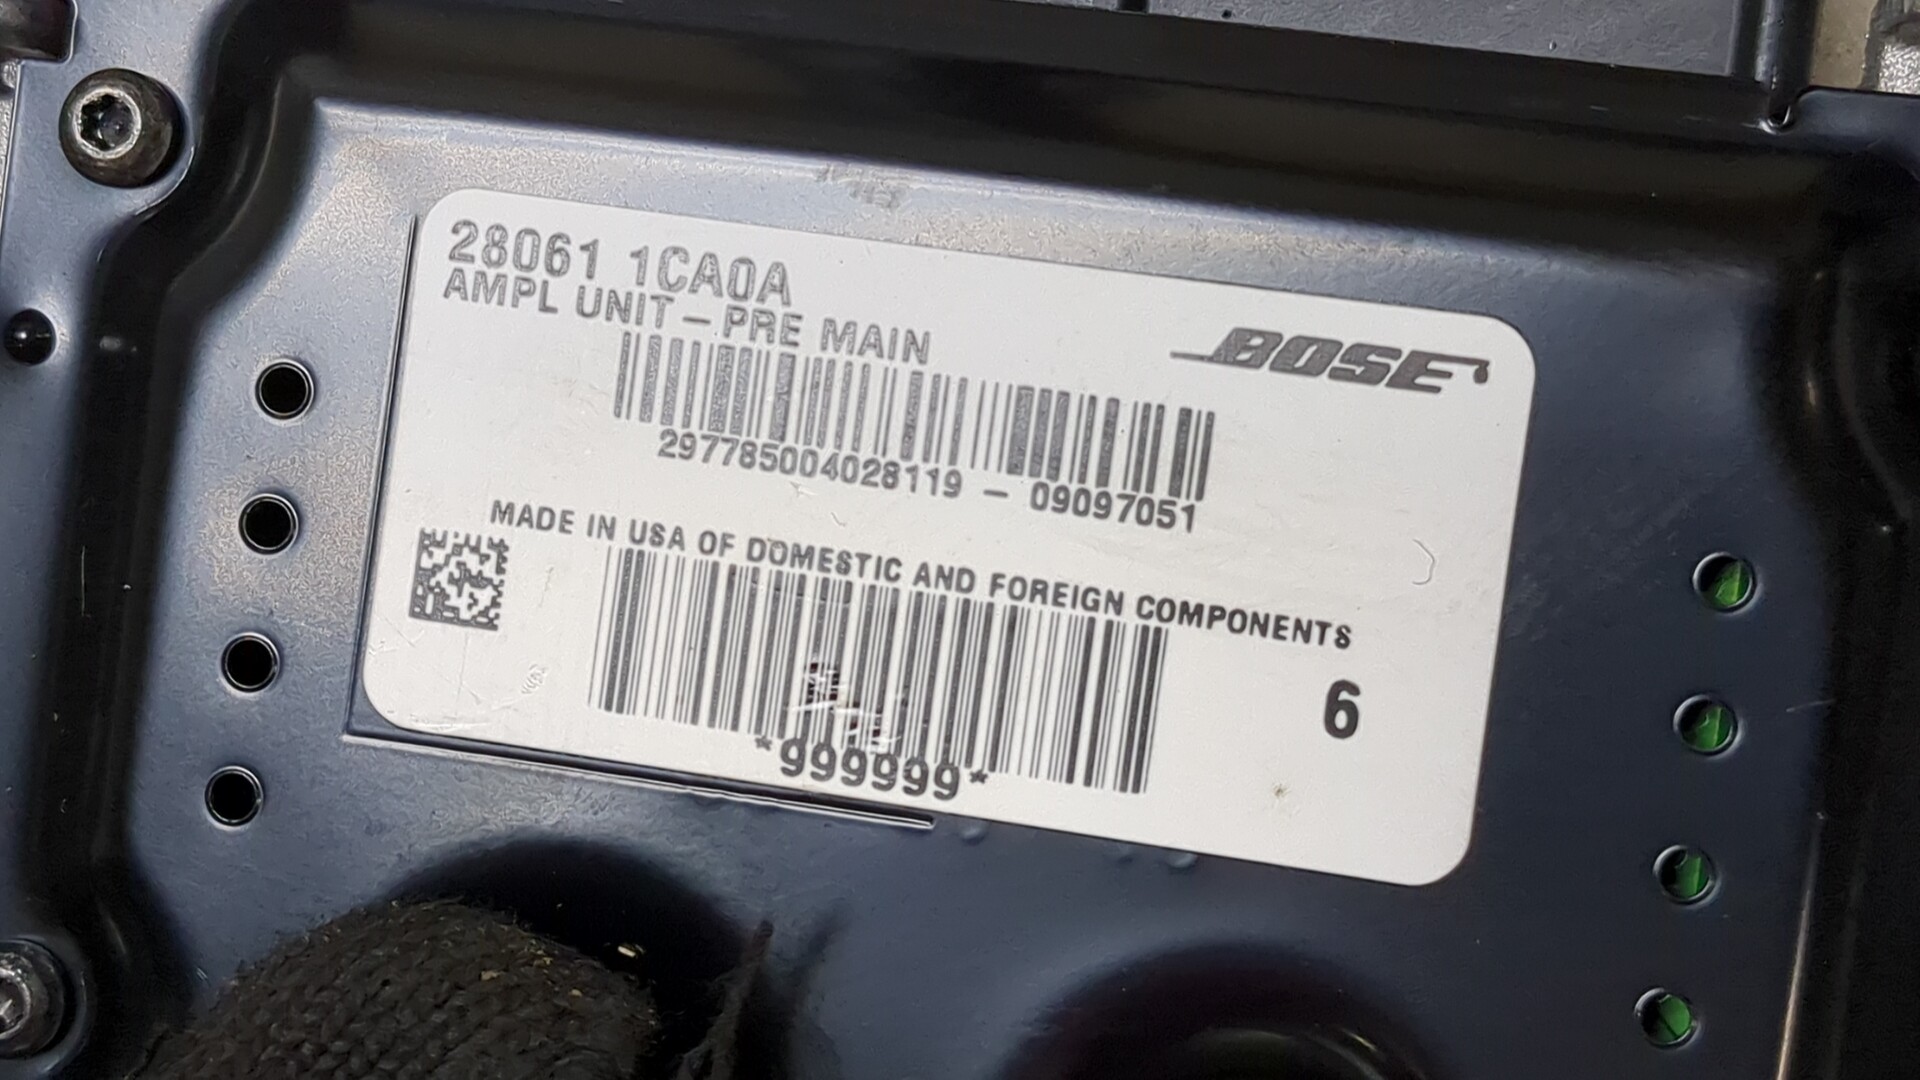 28061 1CA0A
AMPL UNIT – PRE MAIN
BOSE
297785004028119 – 09097051
MADE IN USA OF DOMESTIC AND FOREIGN COMPONENTS
6
*999999*